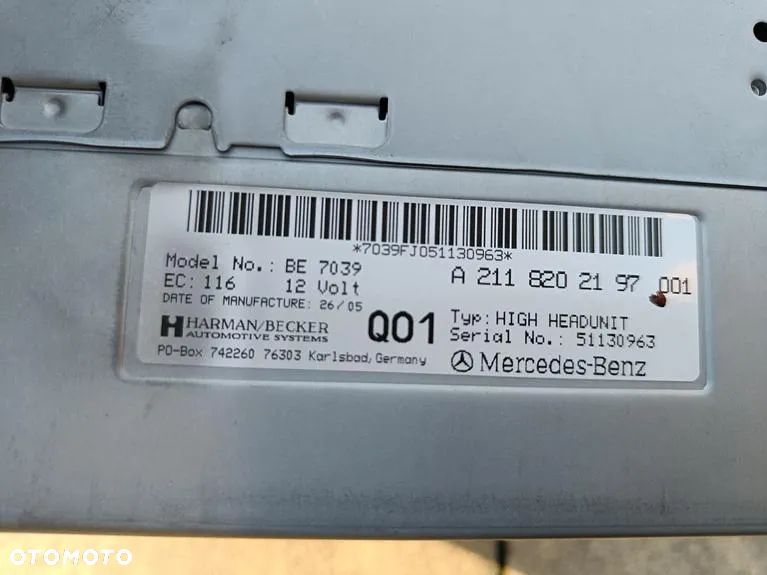 *7039FJ051130963*
Model No.: BE 7039
EC: 116 12 Volt
DATE OF MANUFACTURE: 26/05
HARMAN/BECKER
AUTOMOTIVE SYSTEMS
PO-Box 742260 76303 Karlsbad, Germany
Q01
A 211 820 21 97 001
Typ: HIGH HEADUNIT
Serial No.: 51130963
Mercedes-Benz
OTOMOTO